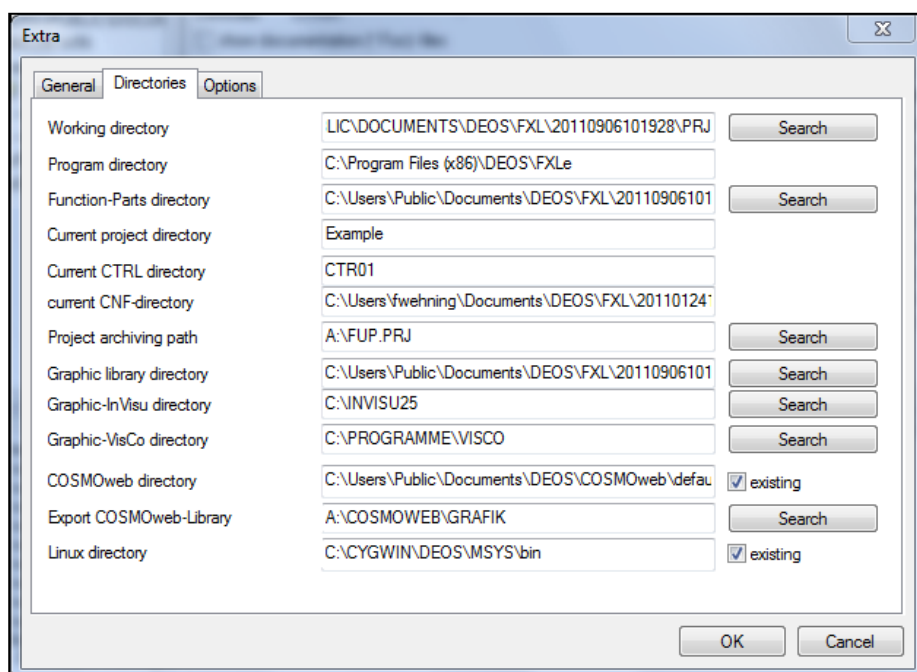 Extra
General Directories Options
Working directory LIC\DOCUMENTS\DEOS\FXL\20110906101928\PRJ Search
Program directory C:\Program Files (x86)\DEOS\FXLe
Function-Parts directory C:\Users\Public\Documents\DEOS\FXL\20110906101 Search
Current project directory Example
Current CTRL directory CTR01
current CNF-directory C:\Users\fwehning\Documents\DEOS\FXL\201101241
Project archiving path A:\FUP.PRJ Search
Graphic library directory C:\Users\Public\Documents\DEOS\FXL\20110906101 Search
Graphic-InVisu directory C:\INVISU25 Search
Graphic-VisCo directory C:\PROGRAMME\VISCO Search
COSMOweb directory C:\Users\Public\Documents\DEOS\COSMOweb\defau existing
Export COSMOweb-Library A:\COSMOWEB\GRAFIK Search
Linux directory C:\CYGWIN\DEOS\MSYS\bin existing
OK Cancel